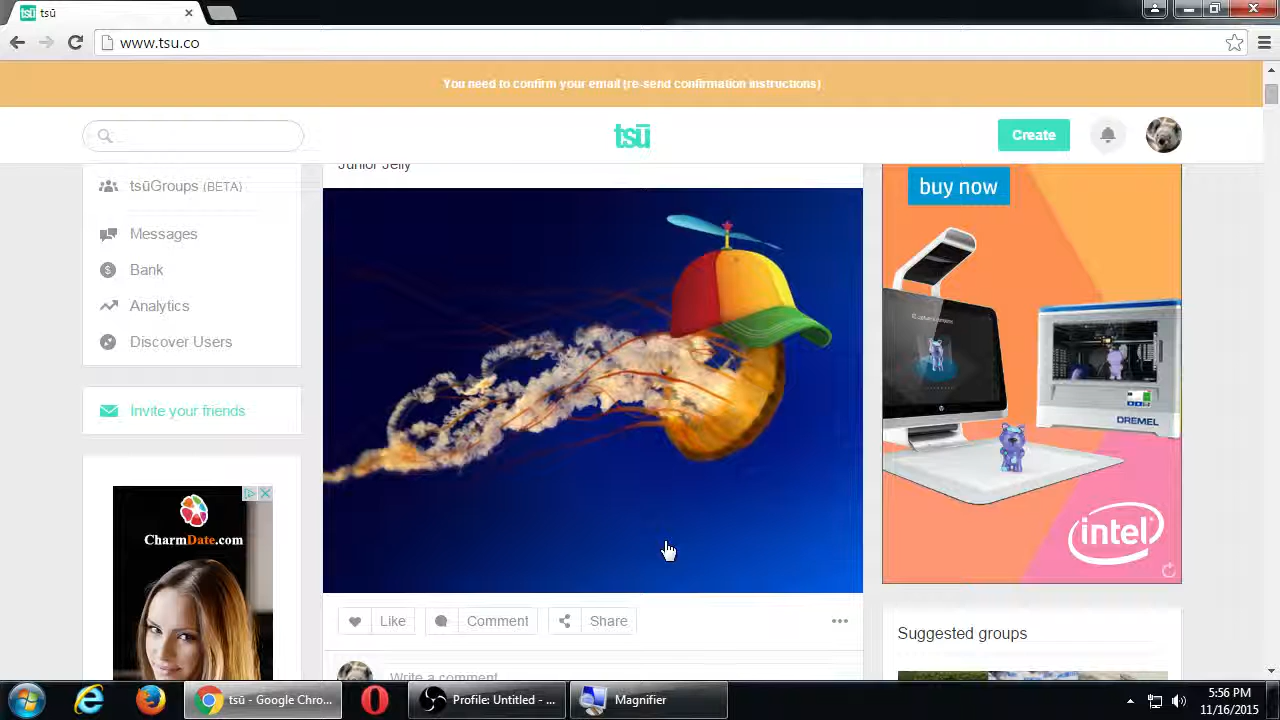 tsū
www.tsu.co
You need to confirm your email (re-send confirmation instructions)
tsū
Create
Junior Jelly
tsūGroups (BETA)
Messages
Bank
Analytics
Discover Users
Invite your friends
CharmDate.com
buy now
hp
DREMEL
intel
Like
Comment
Share
Write a comment
Suggested groups
tsū - Google Chro...
Profile: Untitled - ...
Magnifier
5:56 PM
11/16/2015